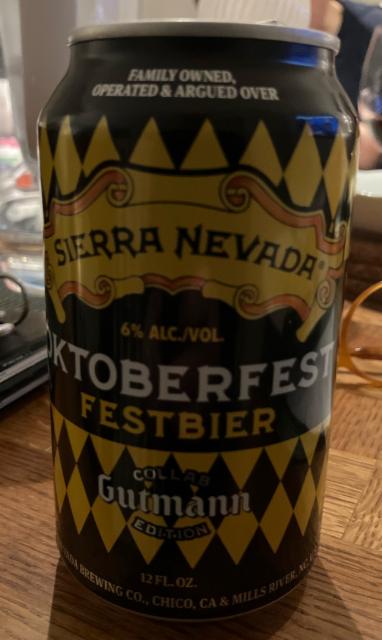 FAMILY OWNED,
OPERATED & ARGUED OVER
SIERRA NEVADA®
6% ALC./VOL.
OKTOBERFEST
FESTBIER
COLLAB
Gutmann
EDITION
12 FL. OZ.
BREWING CO., CHICO, CA & MILLS RIVER, NC